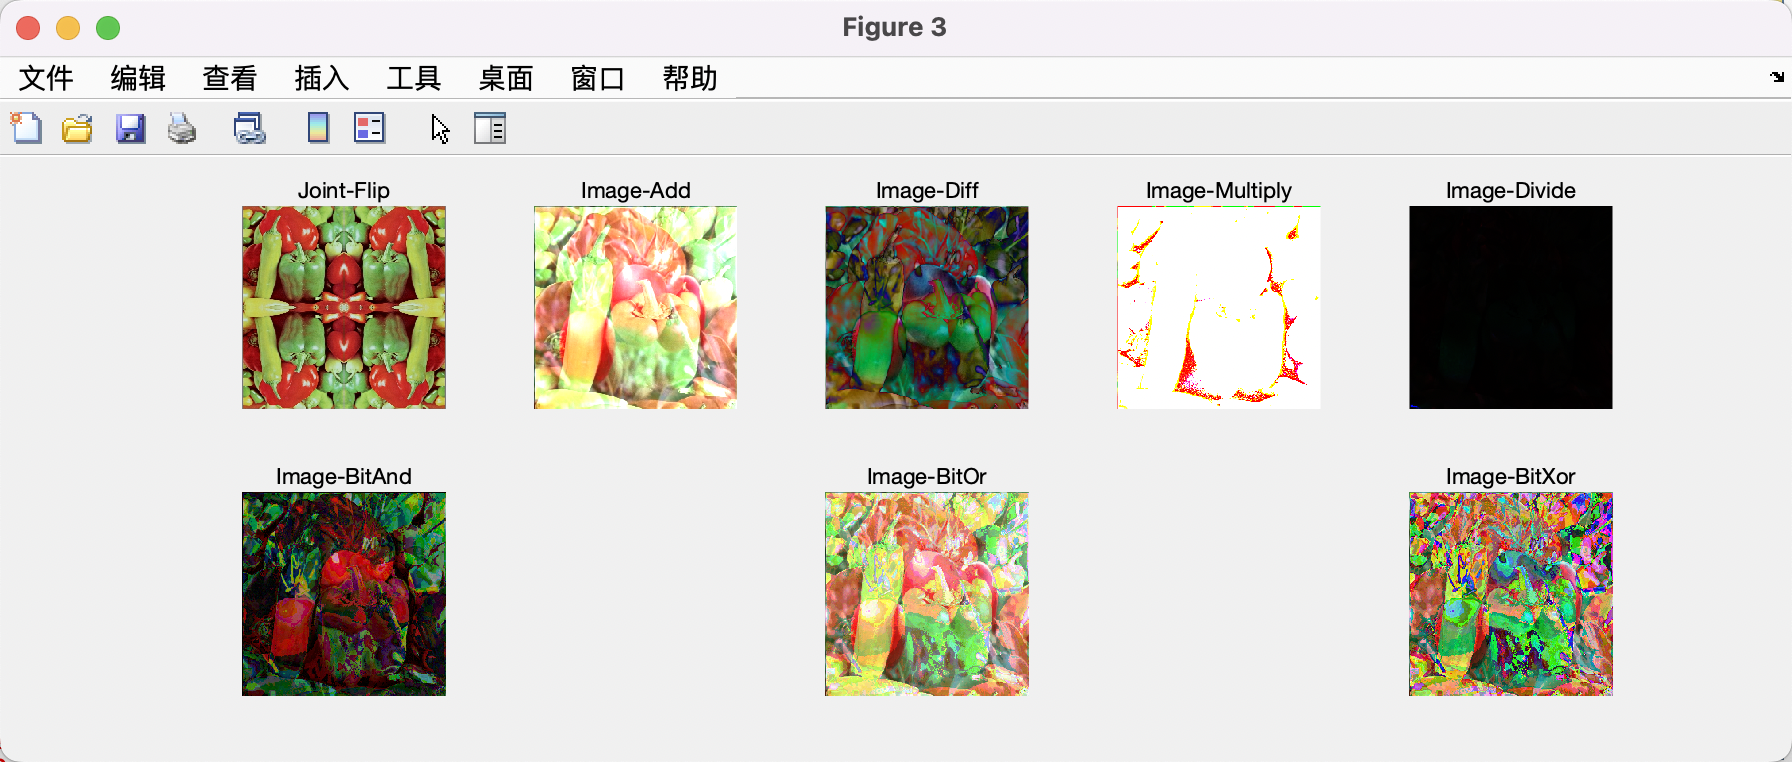 Figure 3
文件 编辑 查看 插入 工具 桌面 窗口 帮助
Joint-Flip Image-Add Image-Diff Image-Multiply Image-Divide
Image-BitAnd Image-BitOr Image-BitXor